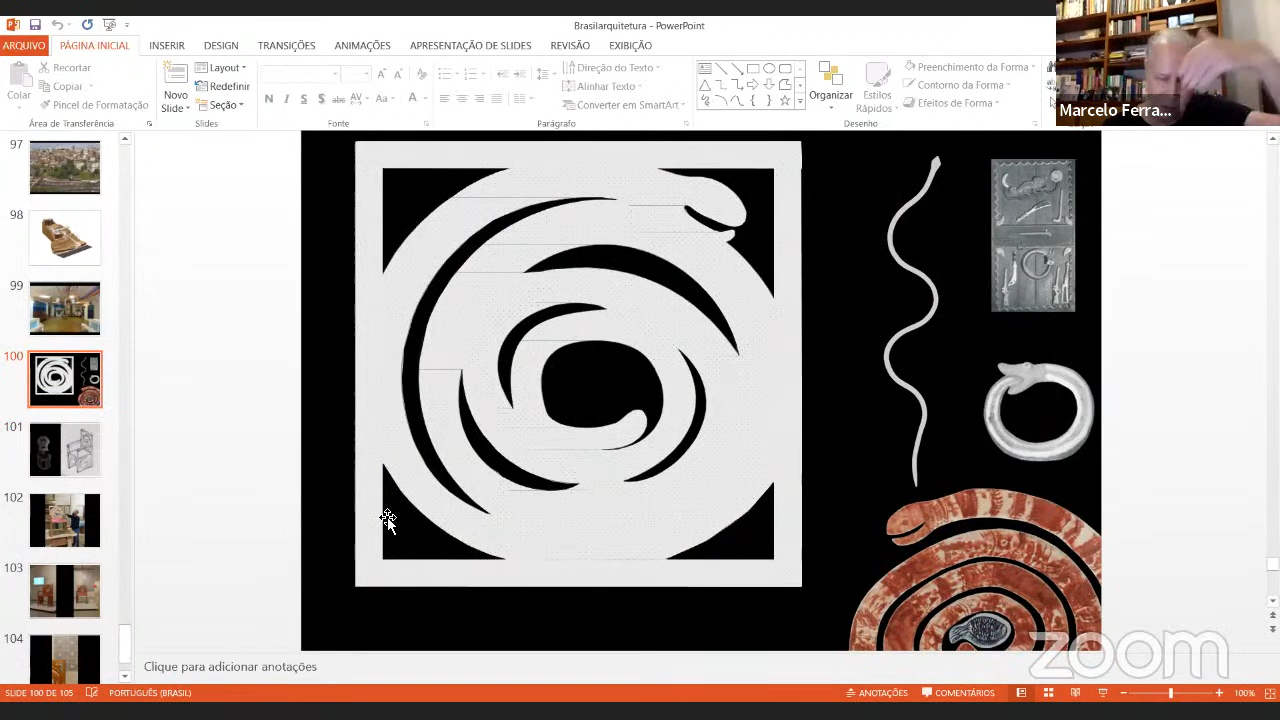 Brasilarquitetura - PowerPoint
ARQUIVO PÁGINA INICIAL INSERIR DESIGN TRANSIÇÕES ANIMAÇÕES APRESENTAÇÃO DE SLIDES REVISÃO EXIBIÇÃO
Colar
Recortar
Copiar
Pincel de Formatação
Área de Transferência
Novo
Slide
Layout
Redefinir
Seção
Slides
N I S S abc AV Aa A
Fonte
Direção do Texto
Alinhar Texto
Converter em SmartArt
Parágrafo
Organizar
Estilos
Rápidos
Preenchimento da Forma
Contorno da Forma
Efeitos de Forma
Desenho
Marcelo Ferra...
97
98
99
100
101
102
103
104
zoom
Clique para adicionar anotações
SLIDE 100 DE 105 PORTUGUÊS (BRASIL) ANOTAÇÕES COMENTÁRIOS 100%